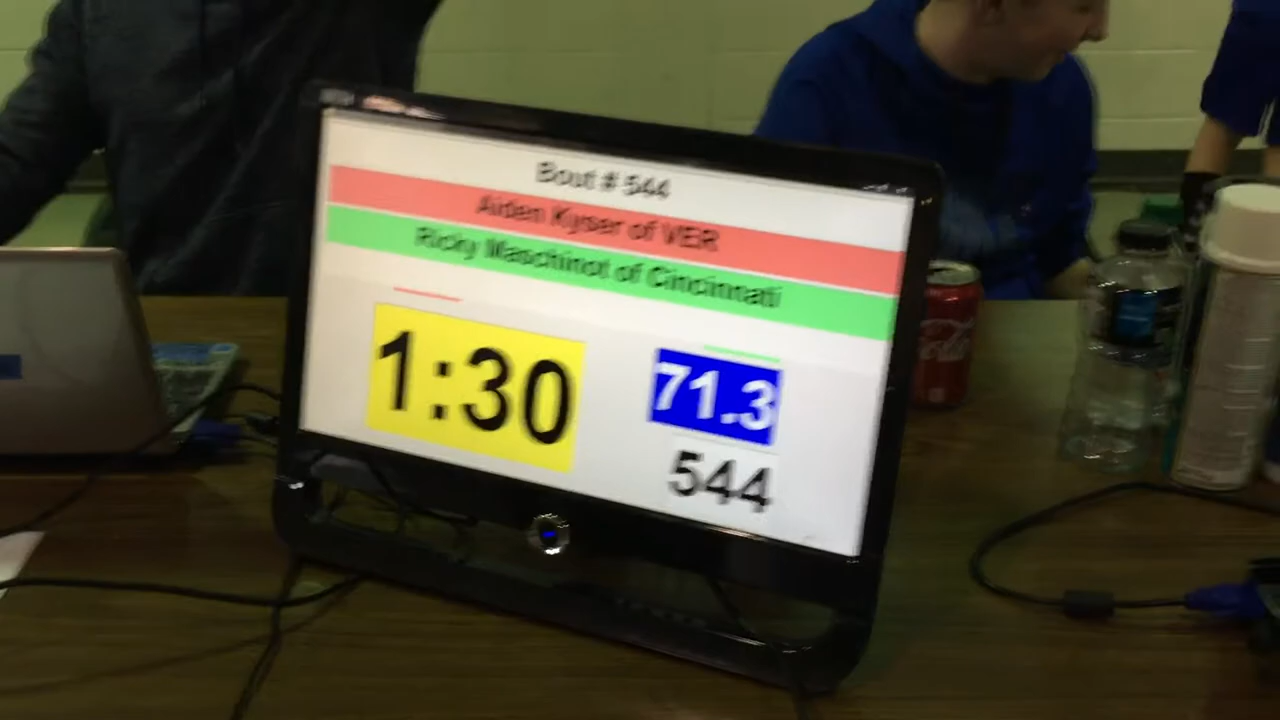 Bout # 544
Aiden Kyser of VER
Ricky Maschinot of Cincinnati
1:30
71.3
544